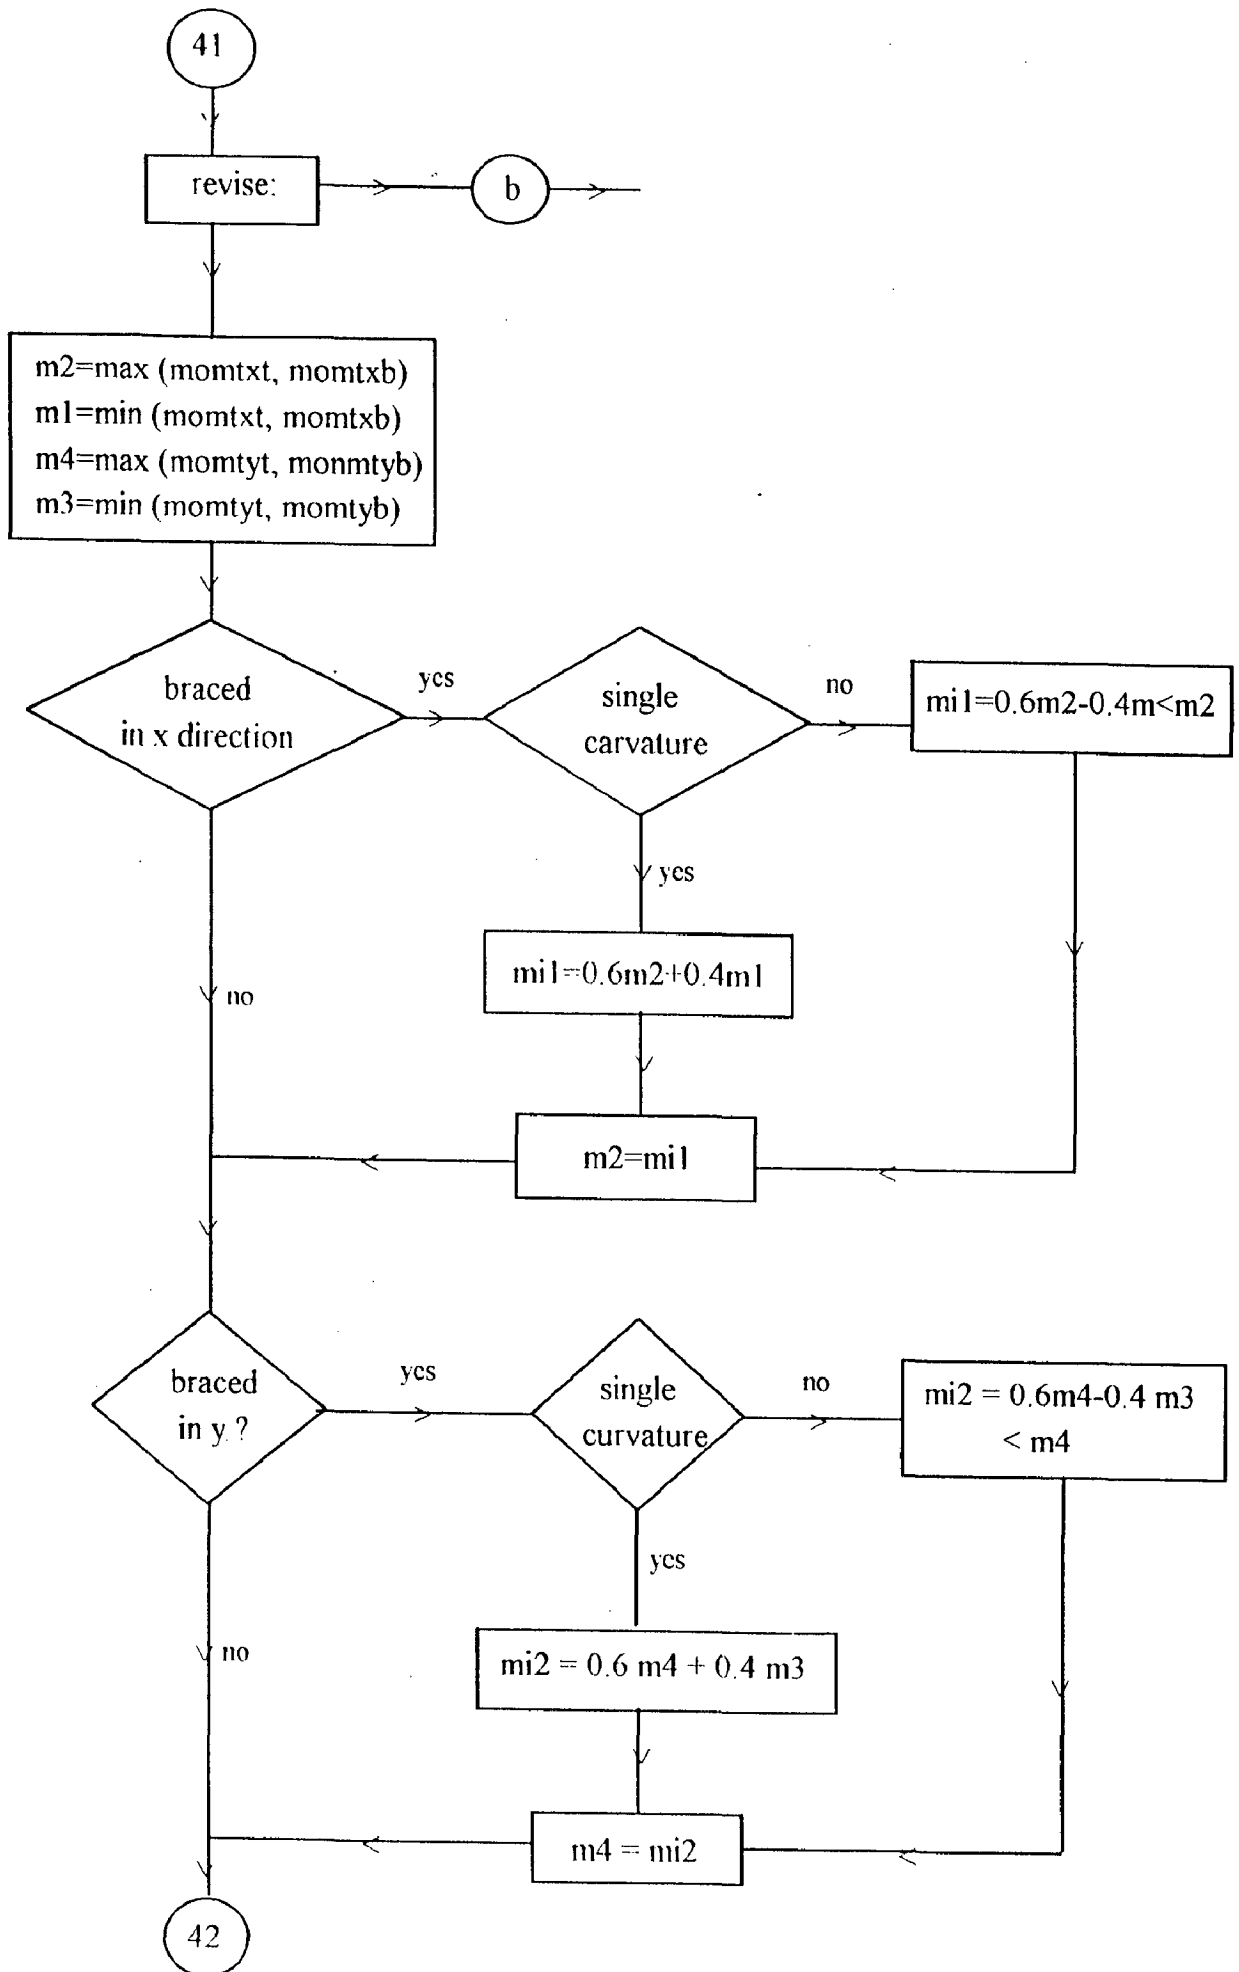 41
revise:
b
m2=max (momtxt, momtxb)
m1=min (momtxt, momtxb)
m4=max (momtyt, monmtyb)
m3=min (momtyt, momtyb)
braced
in x direction
yes
single
carvature
no
mi1=0.6m2-0.4m<m2
yes
mi1=0.6m2+0.4m1
no
m2=mi1
braced
in y.?
yes
single
curvature
no
mi2 = 0.6m4-0.4 m3
< m4
yes
mi2 = 0.6 m4 + 0.4 m3
no
m4 = mi2
42